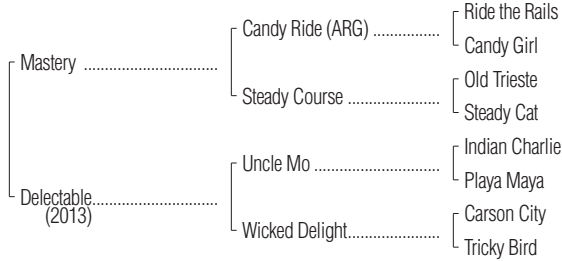 Ride the Rails
Candy Ride (ARG) .................
Candy Girl
Mastery ................................
Old Trieste
Steady Course .......................
Steady Cat
Indian Charlie
Uncle Mo ...............................
Playa Maya
Delectable..............................
(2013)
Carson City
Wicked Delight.......................
Tricky Bird